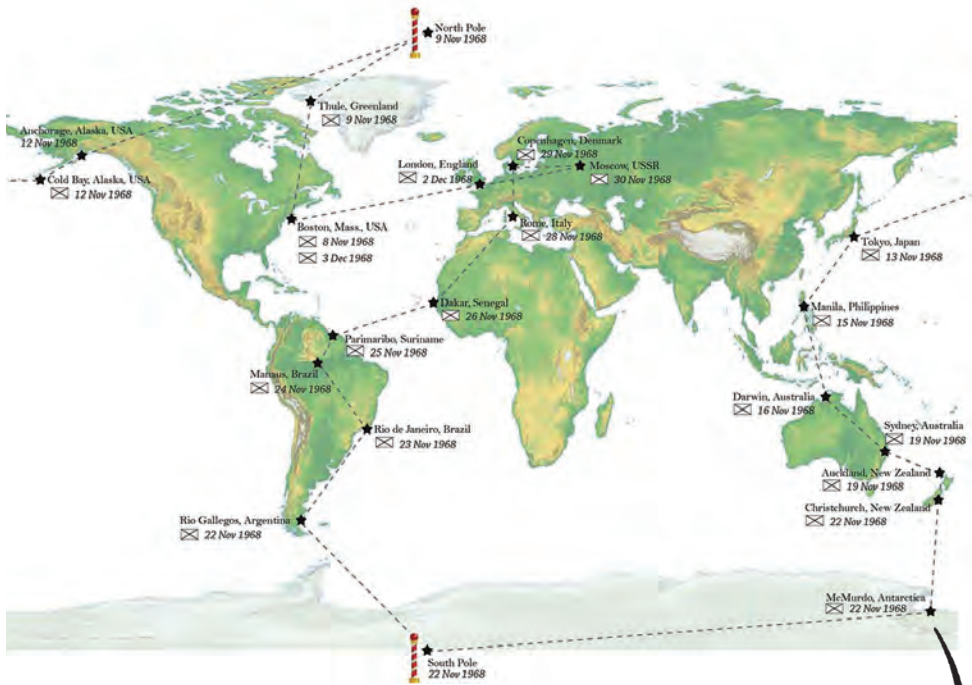 North Pole
9 Nov 1968
Thule, Greenland
9 Nov 1968
Anchorage, Alaska, USA
12 Nov 1968
Cold Bay, Alaska, USA
12 Nov 1968
Copenhagen, Denmark
29 Nov 1968
London, England
2 Dec 1968
Moscow, USSR
30 Nov 1968
Boston, Mass., USA
8 Nov 1968
3 Dec 1968
Rome, Italy
28 Nov 1968
Tokyo, Japan
13 Nov 1968
Dakar, Senegal
26 Nov 1968
Manila, Philippines
15 Nov 1968
Parimaribo, Suriname
25 Nov 1968
Manaus, Brazil
24 Nov 1968
Darwin, Australia
16 Nov 1968
Rio de Janeiro, Brazil
23 Nov 1968
Sydney, Australia
19 Nov 1968
Auckland, New Zealand
19 Nov 1968
Christchurch, New Zealand
22 Nov 1968
Rio Gallegos, Argentina
22 Nov 1968
McMurdo, Antarctica
22 Nov 1968
South Pole
22 Nov 1968